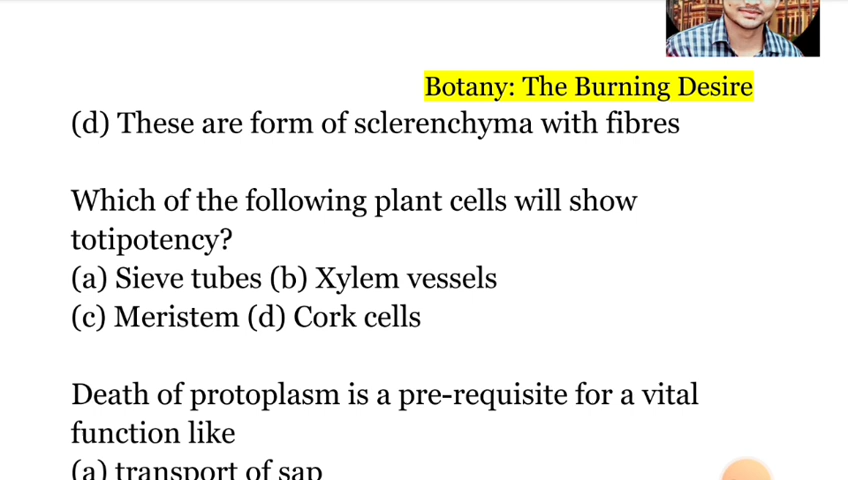 Botany: The Burning Desire
(d) These are form of sclerenchyma with fibres
Which of the following plant cells will show
totipotency?
(a) Sieve tubes (b) Xylem vessels
(c) Meristem (d) Cork cells
Death of protoplasm is a pre-requisite for a vital
function like
(a) transport of sap